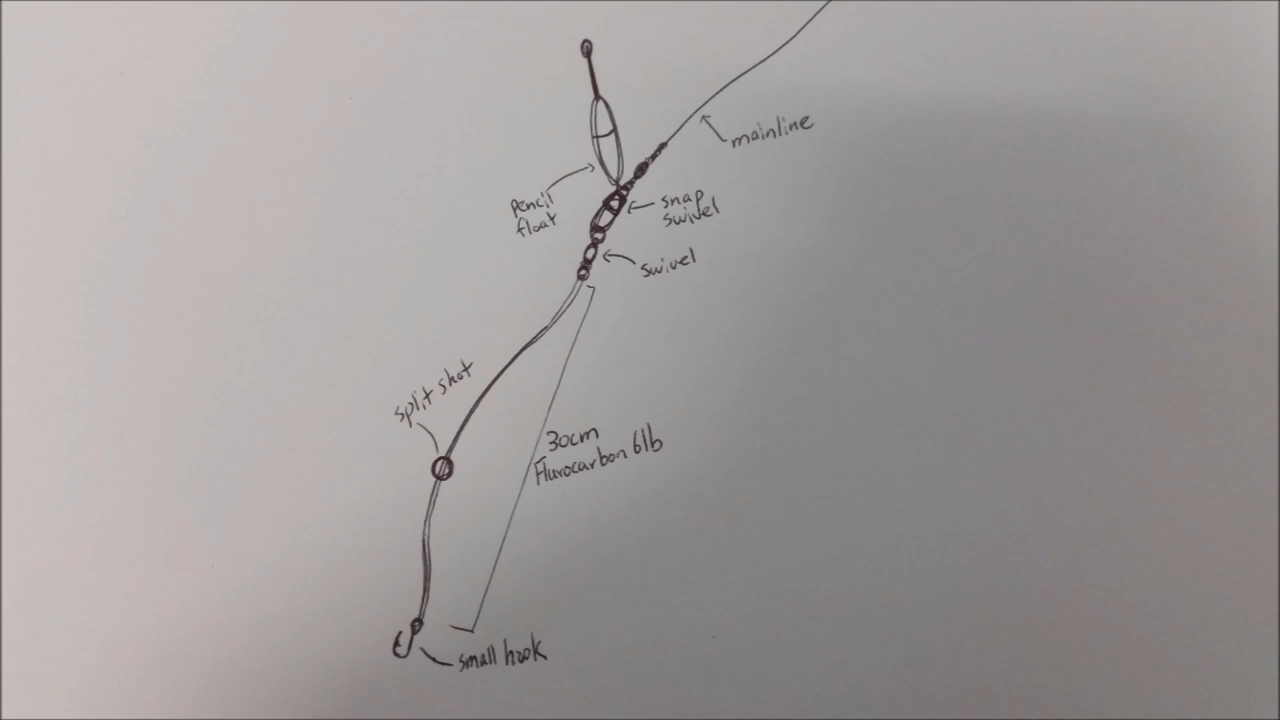 mainline
snap
swivel
Pencil
float
swivel
split shot
30cm
Flurocarbon 6lb
small hook